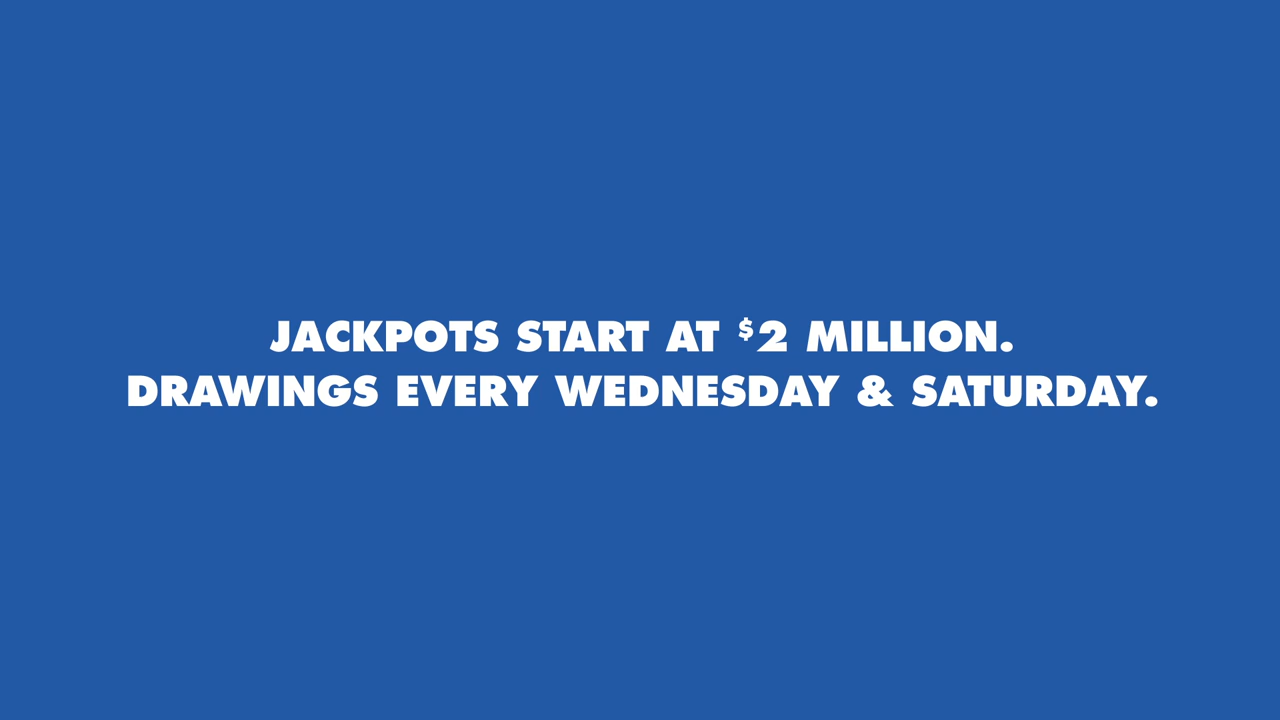 JACKPOTS START AT $2 MILLION.
DRAWINGS EVERY WEDNESDAY & SATURDAY.